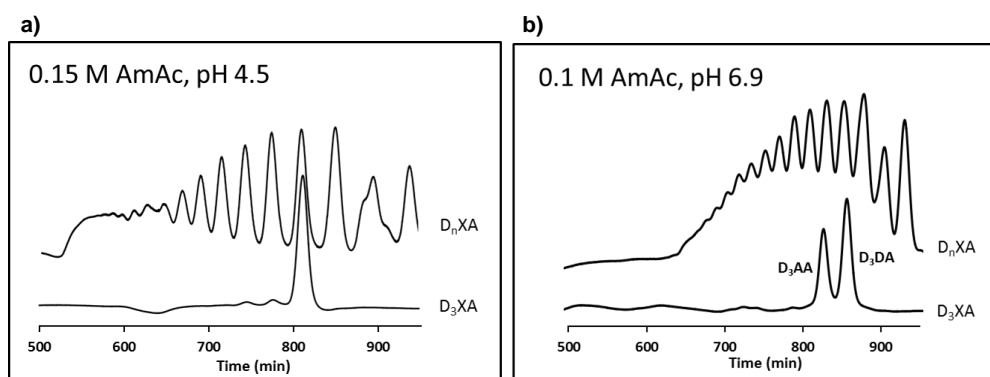 a)
0.15 M AmAc, pH 4.5
DₙXA
D₃XA
500 600 700 800 900
Time (min)
b)
0.1 M AmAc, pH 6.9
DₙXA
D₃AA
D₃DA
D₃XA
500 600 700 800 900
Time (min)